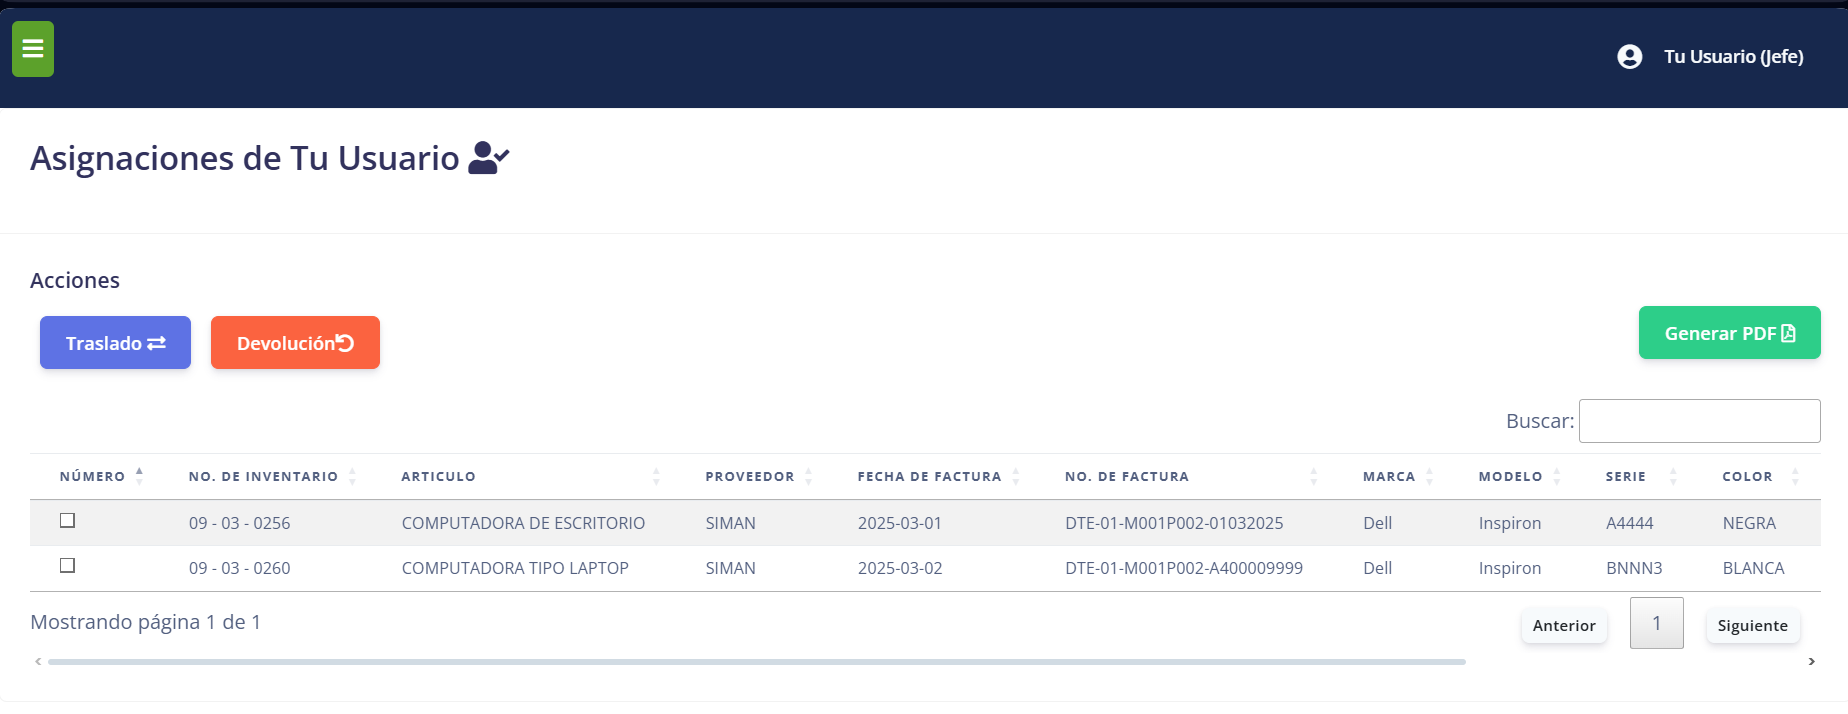 Tu Usuario (Jefe)
Asignaciones de Tu Usuario
Acciones
Traslado
Devolución
Generar PDF
Buscar:
NÚMERO NO. DE INVENTARIO ARTICULO PROVEEDOR FECHA DE FACTURA NO. DE FACTURA MARCA MODELO SERIE COLOR
09 - 03 - 0256 COMPUTADORA DE ESCRITORIO SIMAN 2025-03-01 DTE-01-M001P002-01032025 Dell Inspiron A4444 NEGRA
09 - 03 - 0260 COMPUTADORA TIPO LAPTOP SIMAN 2025-03-02 DTE-01-M001P002-A400009999 Dell Inspiron BNNN3 BLANCA
Mostrando página 1 de 1
Anterior 1 Siguiente